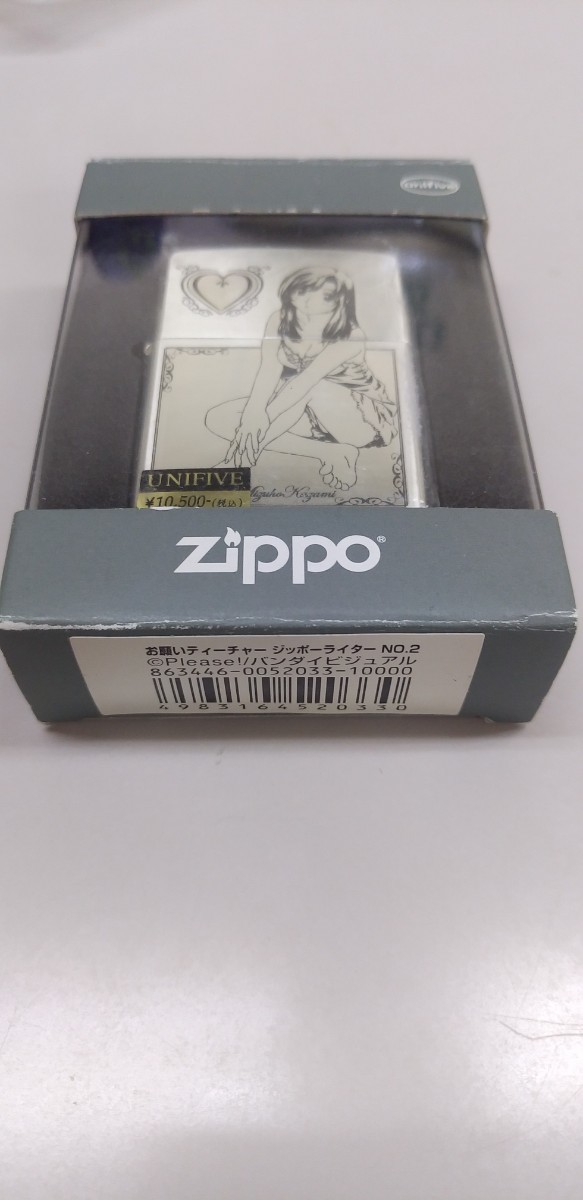 unifive
UNIFIVE
¥10,500-(税込)
Mizuho Kazami
zippo®
お願いティーチャー ジッポーライター NO.2
©Please!/バンダイビジュアル
863446-0052033-10000
4983164520330